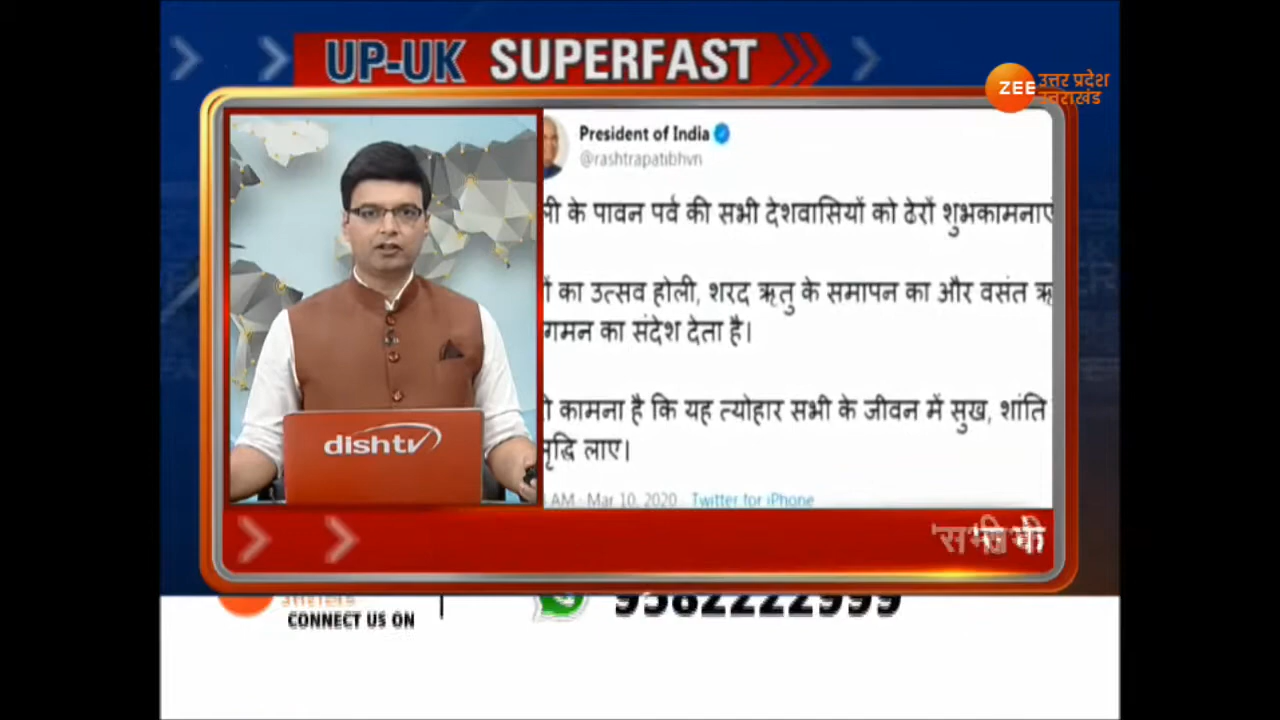 UP-UK SUPERFAST
ZEE उत्तर प्रदेश
उत्तराखंड
President of India
@rashtrapatibhvn
के पावन पर्व की सभी देशवासियों को ढेरों शुभकामनाएं
का उत्सव होली, शरद ऋतु के समापन का और वसंत
गमन का संदेश देता है।
कामना है कि यह त्योहार सभी के जीवन में सुख, शांति
लाए।
AM · Mar 10, 2020 Twitter for iPhone
dishtv
CONNECT US ON
9582222999